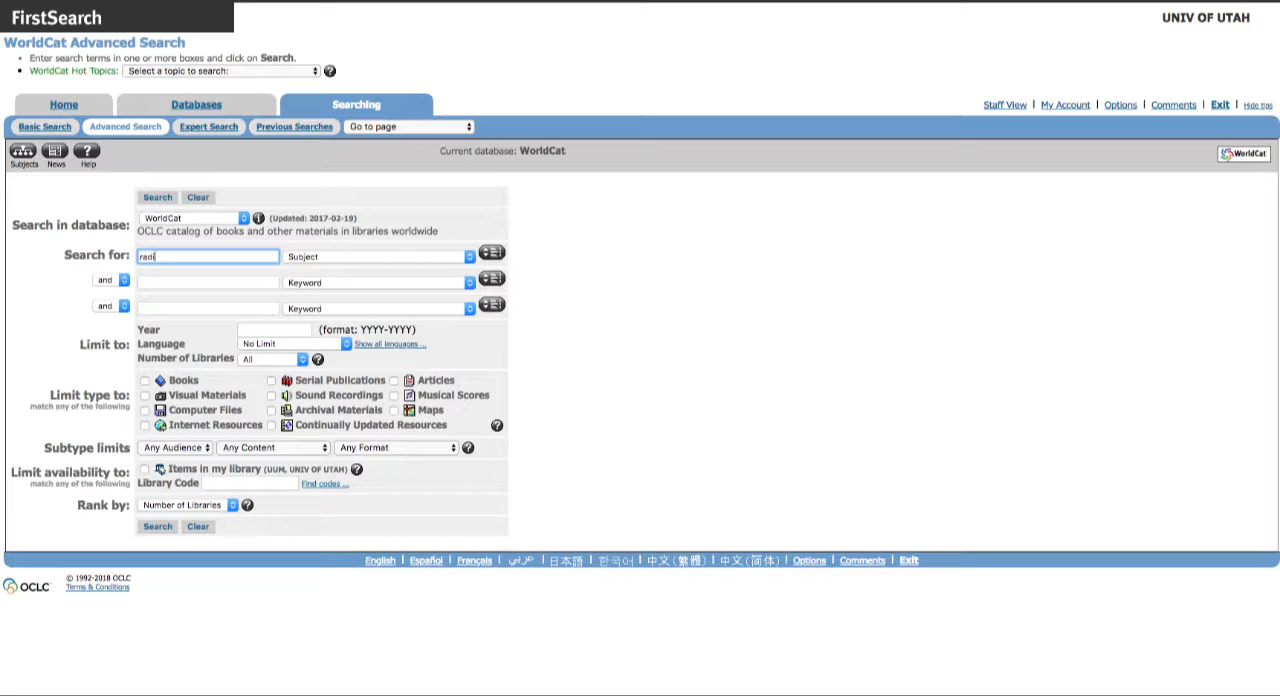 FirstSearch
UNIV OF UTAH
WorldCat Advanced Search
Enter search terms in one or more boxes and click on Search.
WorldCat Hot Topics: Select a topic to search:
Home Databases Searching
Staff View | My Account | Options | Comments | Exit | Hide tips
Basic Search Advanced Search Expert Search Previous Searches Go to page
Subjects News Help
Current database: WorldCat
WorldCat
Search Clear
Search in database: WorldCat (Updated: 2017-02-19)
OCLC catalog of books and other materials in libraries worldwide
Search for: radi Subject
and Keyword
and Keyword
Year (format: YYYY-YYYY)
Limit to: Language No Limit Show all languages ...
Number of Libraries All
Books Serial Publications Articles
Limit type to: Visual Materials Sound Recordings Musical Scores
match any of the following Computer Files Archival Materials Maps
Internet Resources Continually Updated Resources
Subtype limits Any Audience Any Content Any Format
Limit availability to: Items in my library (UUM, UNIV OF UTAH)
match any of the following Library Code Find codes ...
Rank by: Number of Libraries
Search Clear
English | Español | Français | عربي | 日本語 | 한국어 | 中文(繁體) | 中文(简体) | Options | Comments | Exit
OCLC © 1992-2018 OCLC
Terms & Conditions